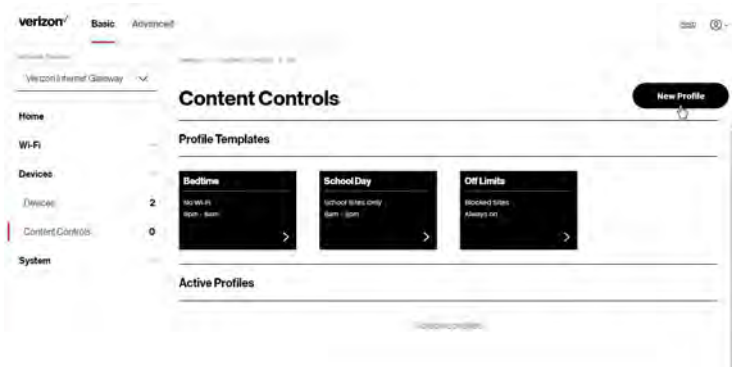 verizon✓
Basic
Advanced
Verizon Internet Gateway
Content Controls
New Profile
Home
Wi-Fi
Profile Templates
Devices
Devices 2
Content Controls 0
System
Bedtime
No Wi-Fi
School Day
School Sites Only
8am - 3pm
Off Limits
Blocked Sites
Always on
Active Profiles